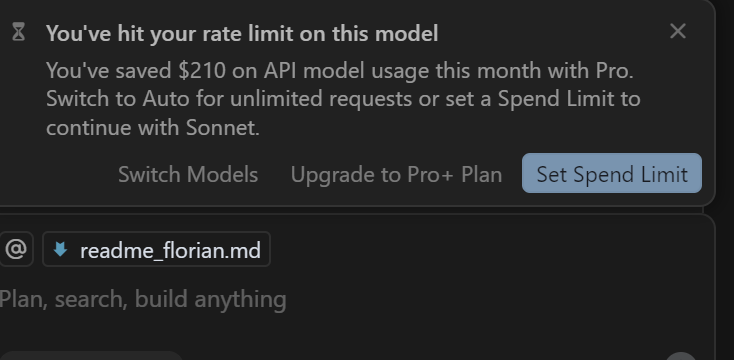 You've hit your rate limit on this model
You've saved $210 on API model usage this month with Pro.
Switch to Auto for unlimited requests or set a Spend Limit to
continue with Sonnet.
Switch Models Upgrade to Pro+ Plan Set Spend Limit
@ readme_florian.md
Plan, search, build anything